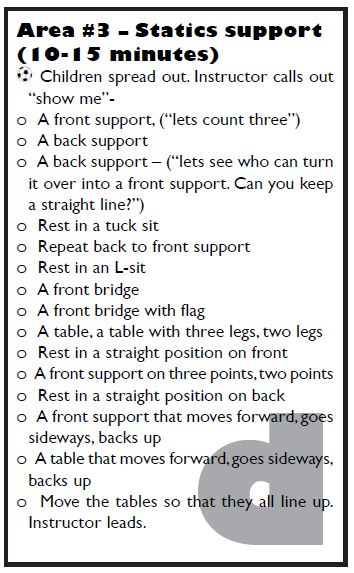 Area #3 – Statics support
(10-15 minutes)
Children spread out. Instructor calls out
“show me”-
o A front support, (“lets count three”)
o A back support
o A back support – (“lets see who can turn
it over into a front support. Can you keep
a straight line?”)
o Rest in a tuck sit
o Repeat back to front support
o Rest in an L-sit
o A front bridge
o A front bridge with flag
o A table, a table with three legs, two legs
o Rest in a straight position on front
o A front support on three points, two points
o Rest in a straight position on back
o A front support that moves forward, goes
sideways, backs up
o A table that moves forward, goes sideways,
backs up
o Move the tables so that they all line up.
Instructor leads.
d